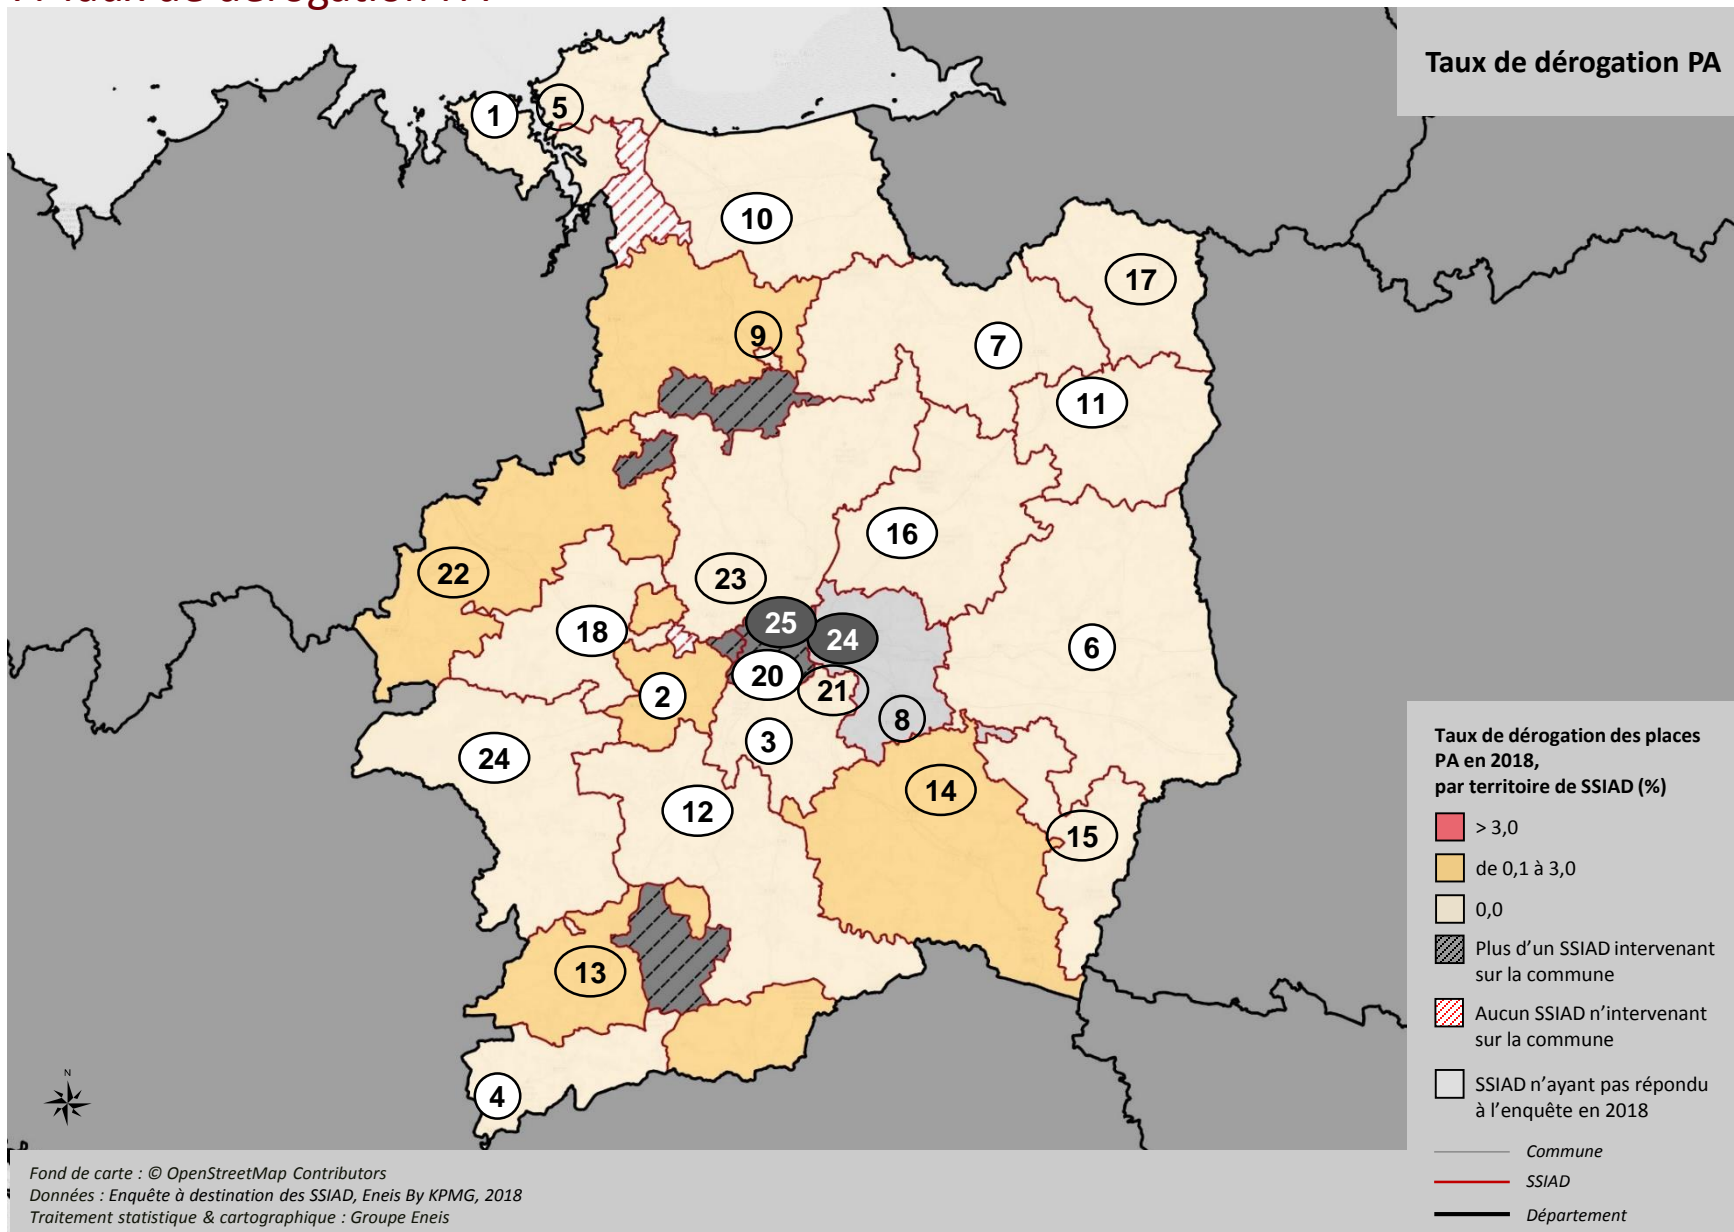 Taux de dérogation PA
1
5
10
17
9
7
11
16
22
23
18
25
24
6
20
2
21
8
3
24
14
12
15
13
4
N
Taux de dérogation des places
PA en 2018,
par territoire de SSIAD (%)
> 3,0
de 0,1 à 3,0
0,0
Plus d'un SSIAD intervenant
sur la commune
Aucun SSIAD n'intervenant
sur la commune
SSIAD n'ayant pas répondu
à l'enquête en 2018
Commune
SSIAD
Département
Fond de carte : © OpenStreetMap Contributors
Données : Enquête à destination des SSIAD, Eneis By KPMG, 2018
Traitement statistique & cartographique : Groupe Eneis